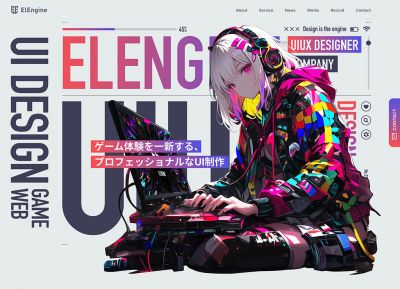 ElEngine
About
Service
News
Works
Recruit
Contact
45%
××× Design is the engine
ELENG
UIUX DESIGNER
UI DESIGN
GAME
WEB
ゲーム体験を一新する、
プロフェッショナルなUI制作
CONTACT